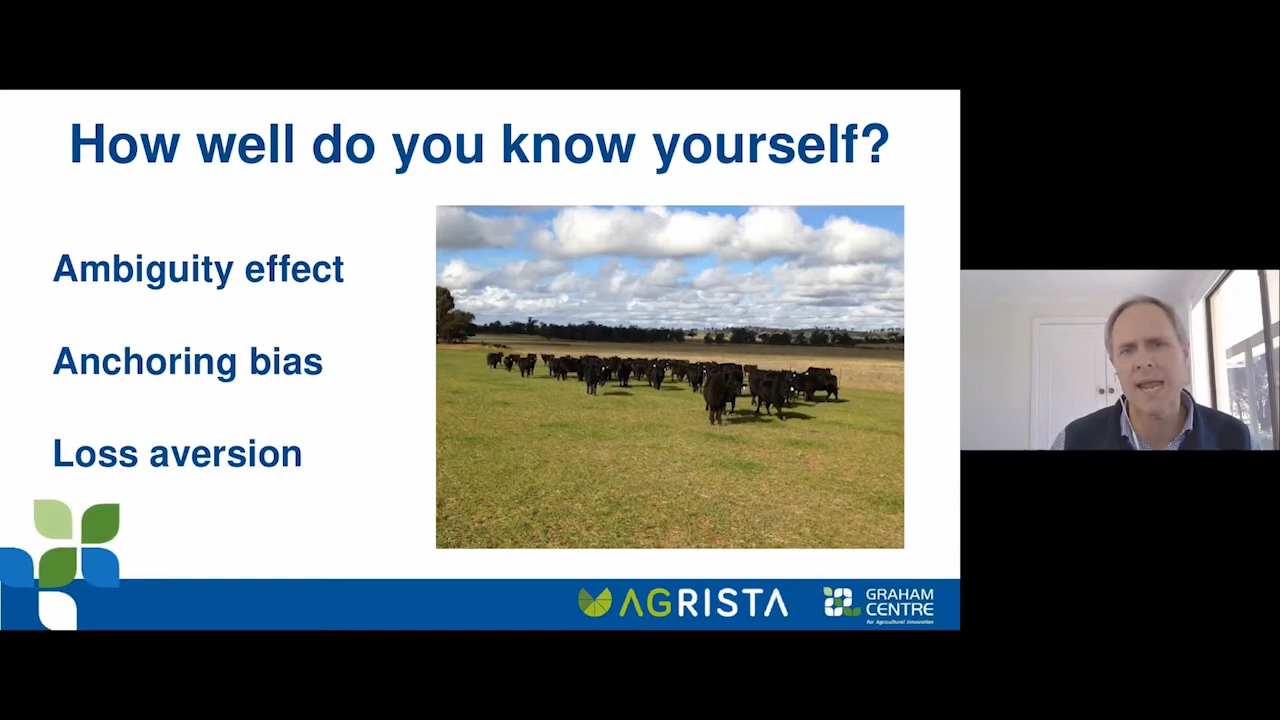 How well do you know yourself?
Ambiguity effect
Anchoring bias
Loss aversion
AGRISTA
GRAHAM
CENTRE
for Agricultural Innovation